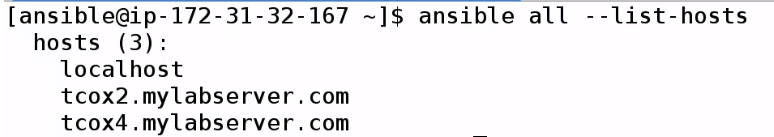 [ansible@ip-172-31-32-167 ~]$ ansible all --list-hosts
  hosts (3):
    localhost
    tcox2.mylabserver.com
    tcox4.mylabserver.com